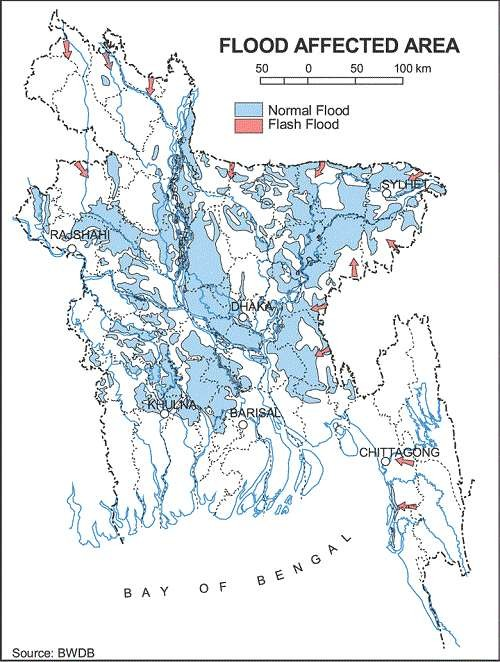 FLOOD AFFECTED AREA
50 0 50 100 km
Normal Flood
Flash Flood
SYLHET
RAJSHAHI
DHAKA
KHULNA
BARISAL
CHITTAGONG
BAY OF BENGAL
Source: BWDB